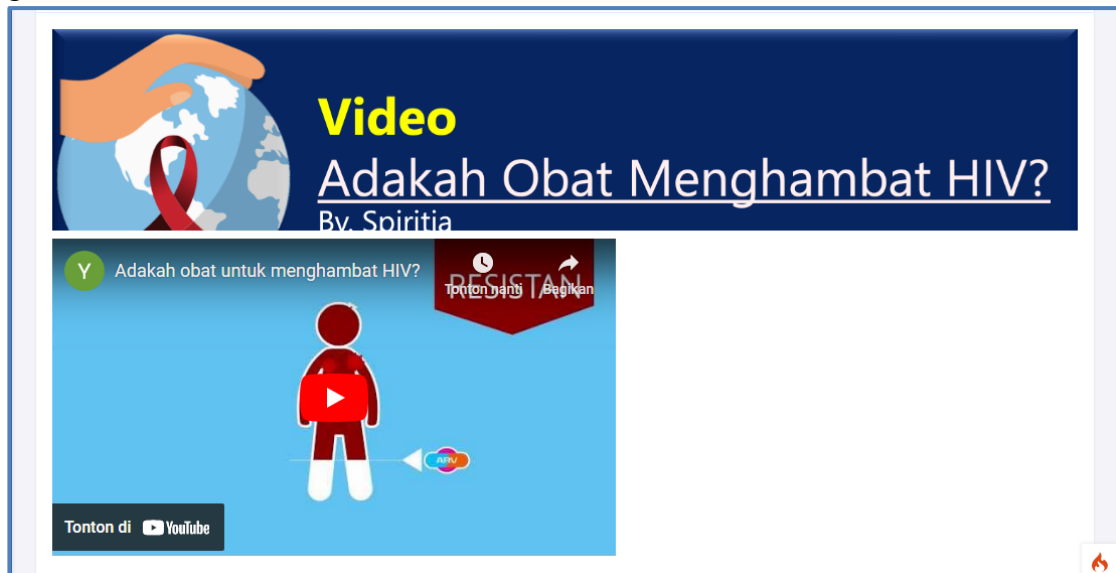 Video
Adakah Obat Menghambat HIV?
By. Spiritia
Y
Adakah obat untuk menghambat HIV?
RESISTAN
Tonton nanti
Bagikan
ARV
Tonton di YouTube